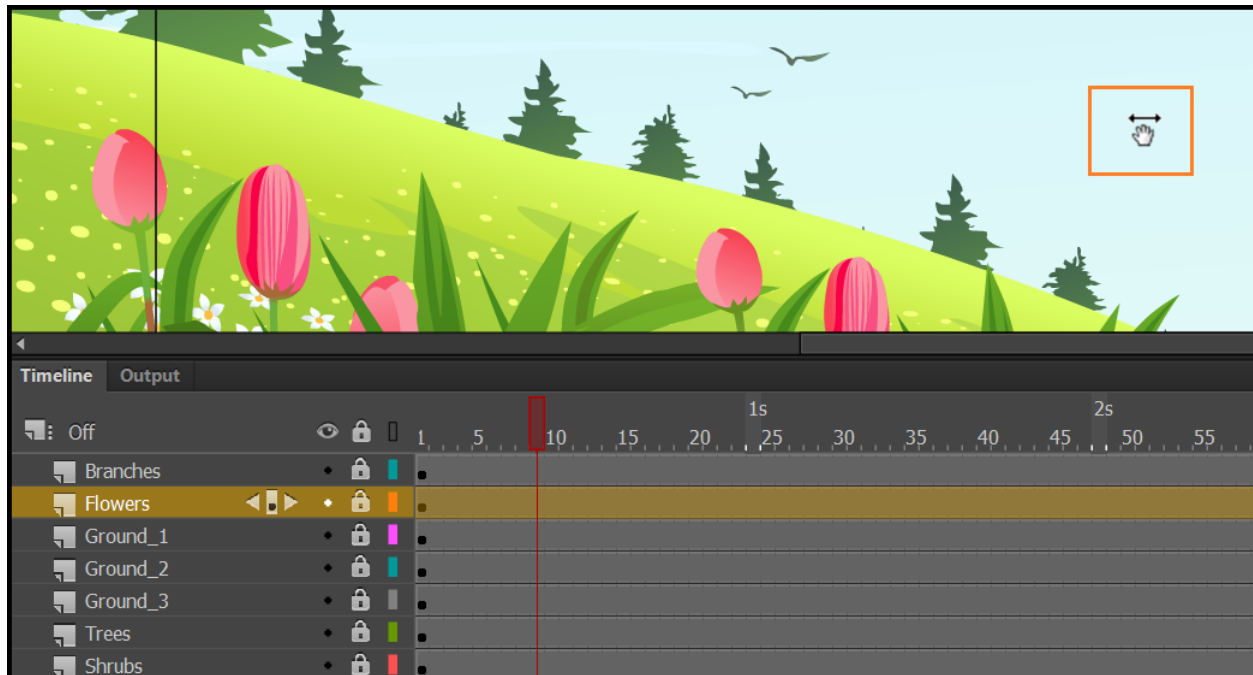 Timeline Output
1s 2s
Off 1 5 10 15 20 25 30 35 40 45 50 55
Branches
Flowers
Ground_1
Ground_2
Ground_3
Trees
Shrubs